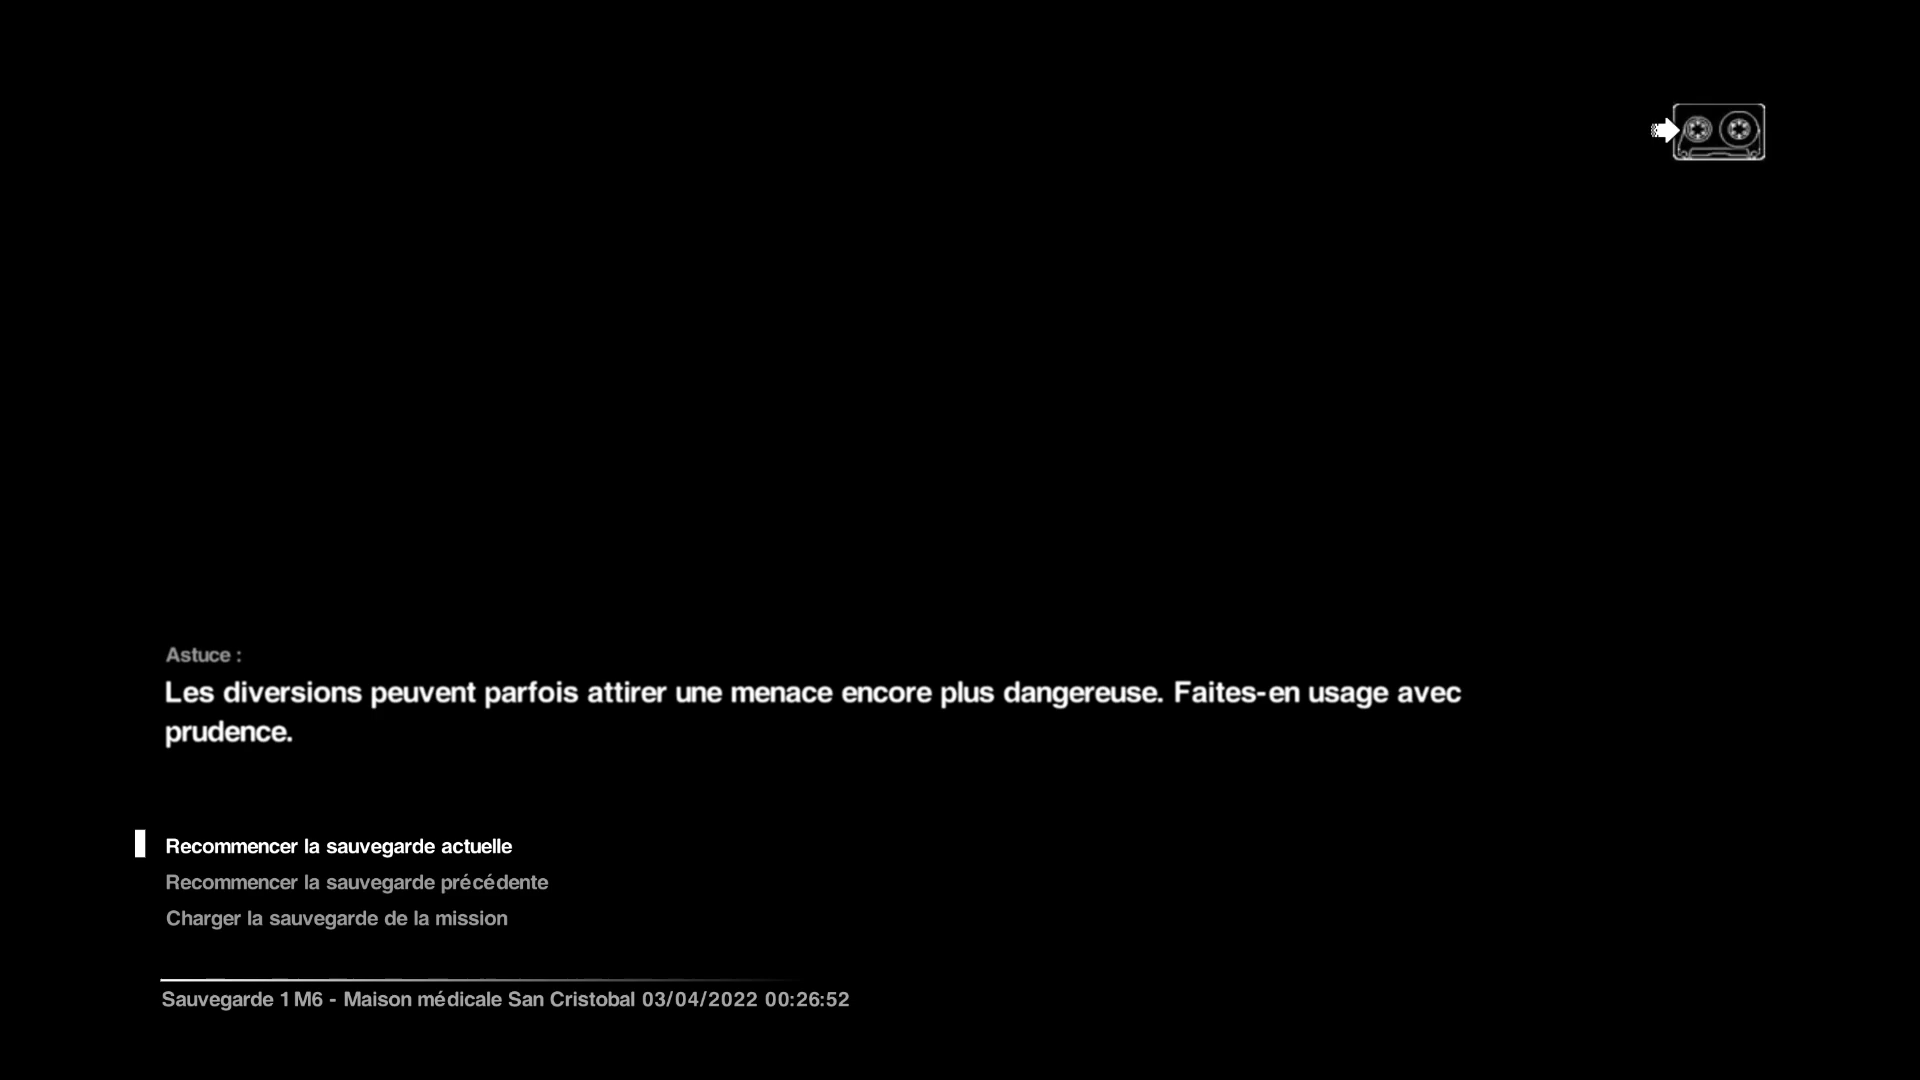 Astuce :
Les diversions peuvent parfois attirer une menace encore plus dangereuse. Faites-en usage avec
prudence.
Recommencer la sauvegarde actuelle
Recommencer la sauvegarde précédente
Charger la sauvegarde de la mission
Sauvegarde 1 M6 - Maison médicale San Cristobal 03/04/2022 00:26:52